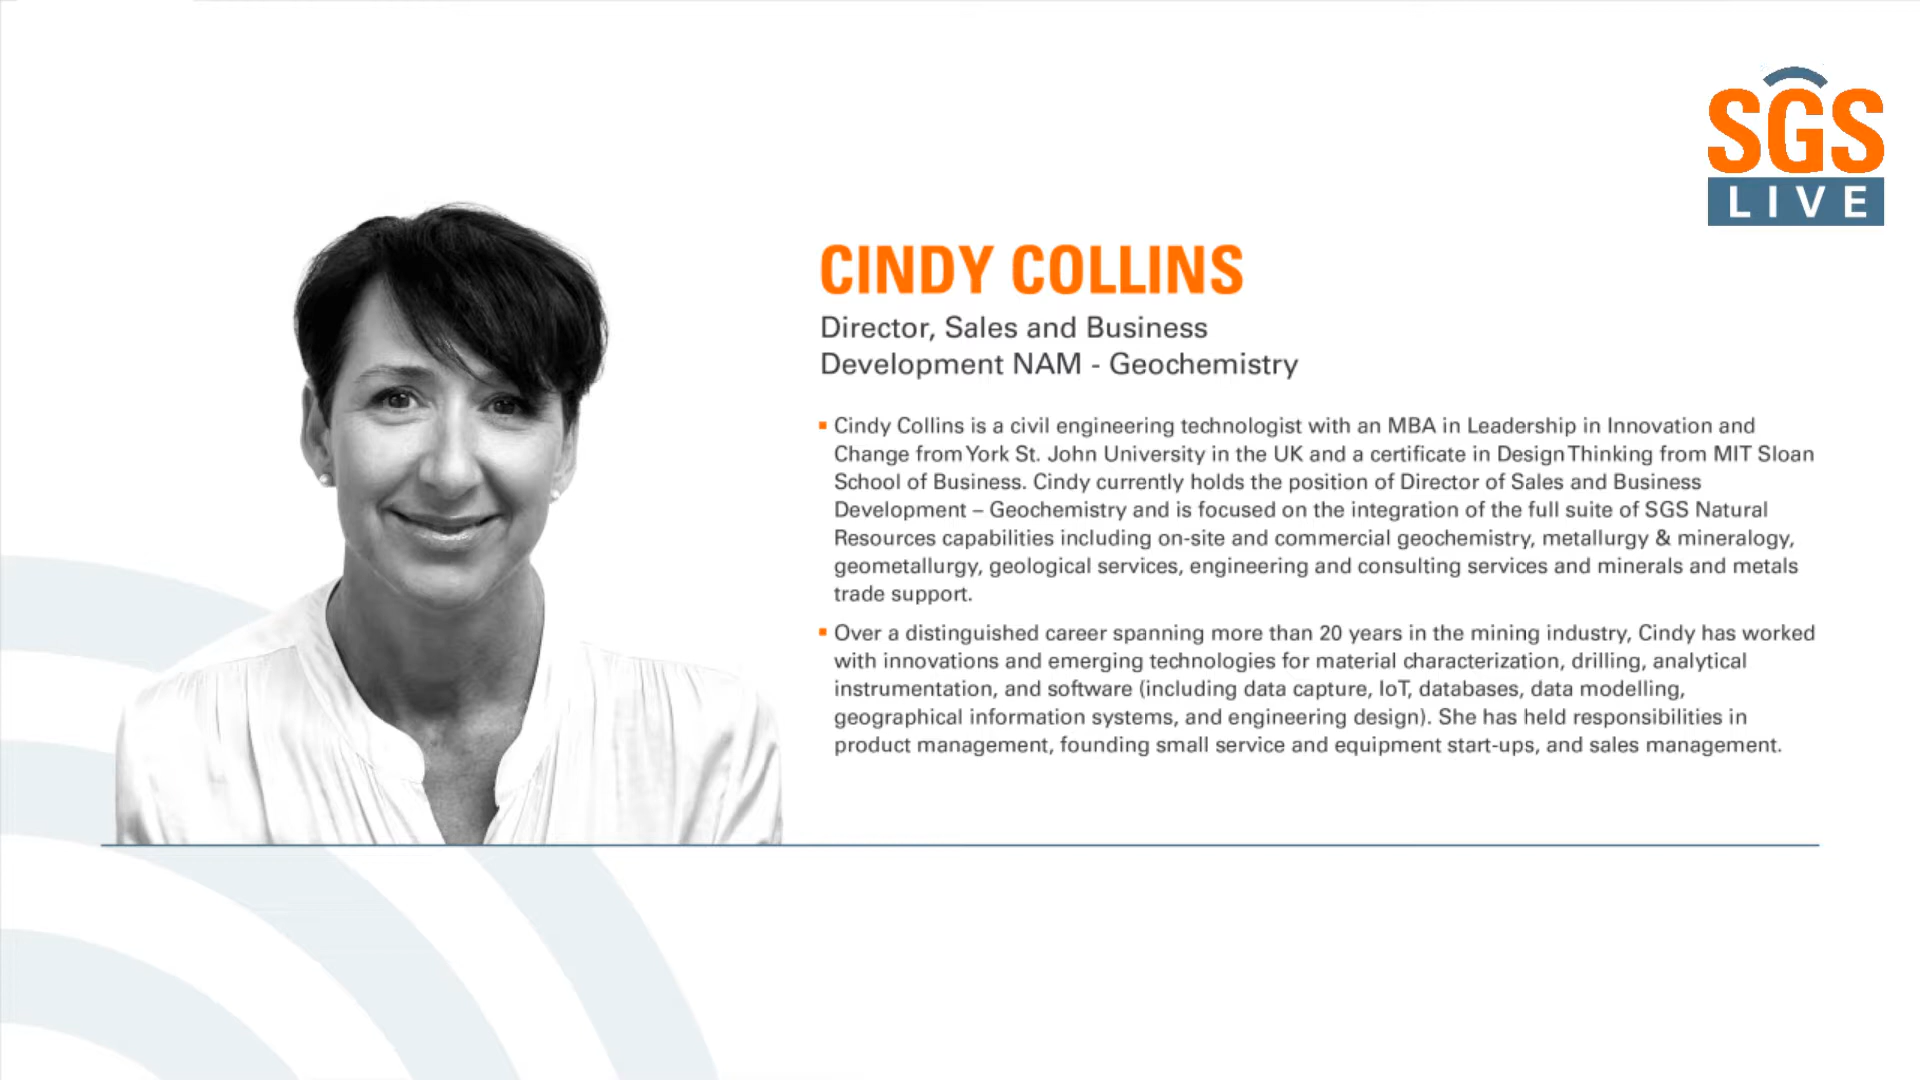 SGS
LIVE
CINDY COLLINS
Director, Sales and Business
Development NAM - Geochemistry
▪ Cindy Collins is a civil engineering technologist with an MBA in Leadership in Innovation and
Change from York St. John University in the UK and a certificate in Design Thinking from MIT Sloan
School of Business. Cindy currently holds the position of Director of Sales and Business
Development – Geochemistry and is focused on the integration of the full suite of SGS Natural
Resources capabilities including on-site and commercial geochemistry, metallurgy & mineralogy,
geometallurgy, geological services, engineering and consulting services and minerals and metals
trade support.
▪ Over a distinguished career spanning more than 20 years in the mining industry, Cindy has worked
with innovations and emerging technologies for material characterization, drilling, analytical
instrumentation, and software (including data capture, IoT, databases, data modelling,
geographical information systems, and engineering design). She has held responsibilities in
product management, founding small service and equipment start-ups, and sales management.